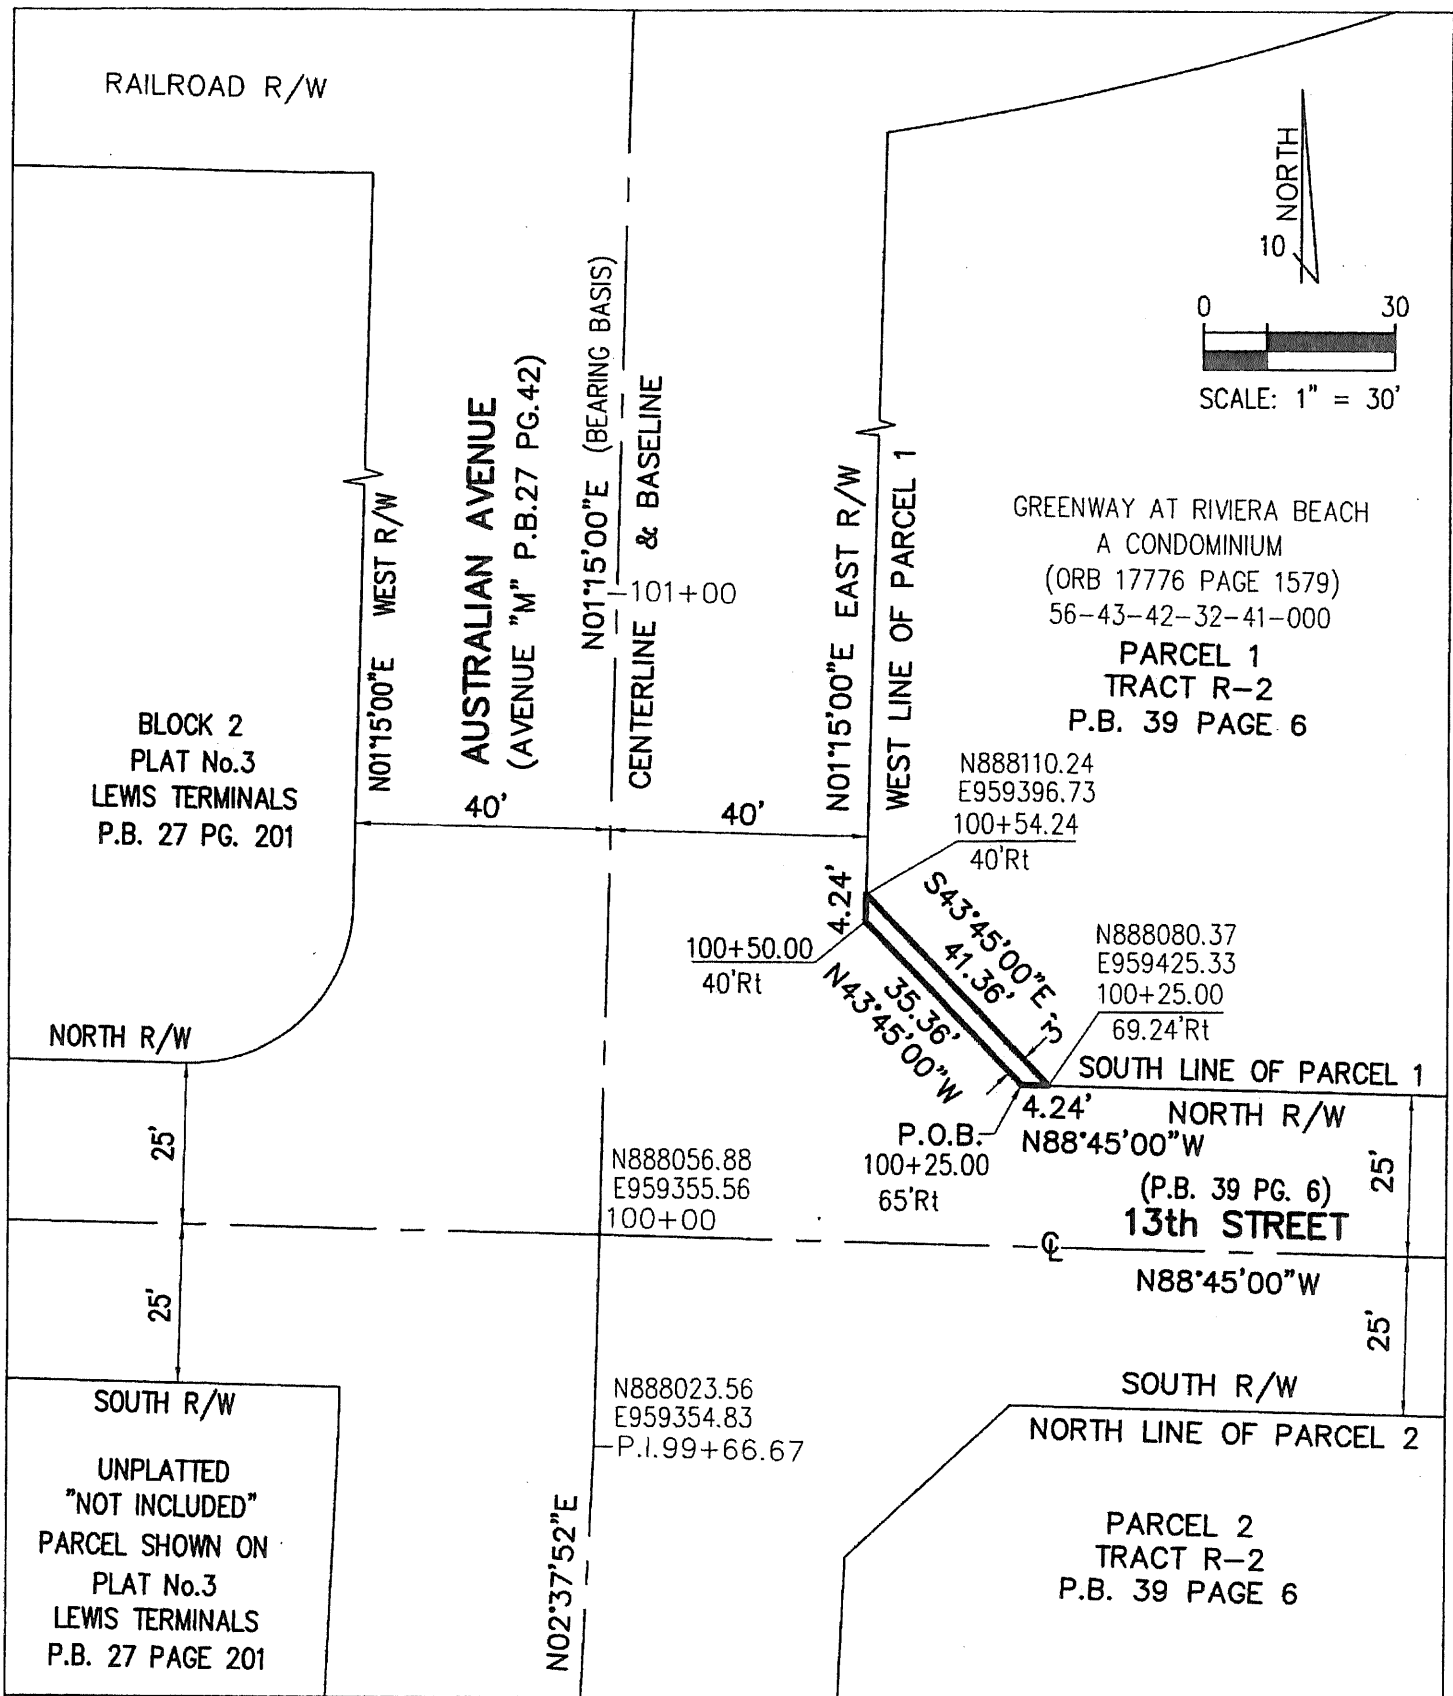 RAILROAD R/W
NORTH
10
0 30
SCALE: 1" = 30'
N01°15'00"E (BEARING BASIS)
CENTERLINE & BASELINE
101+00
AUSTRALIAN AVENUE
(AVENUE "M" P.B.27 PG.42)
N01°15'00"E WEST R/W
N01°15'00"E EAST R/W
WEST LINE OF PARCEL 1
GREENWAY AT RIVIERA BEACH
A CONDOMINIUM
(ORB 17776 PAGE 1579)
56-43-42-32-41-000
PARCEL 1
TRACT R-2
P.B. 39 PAGE 6
BLOCK 2
PLAT No.3
LEWIS TERMINALS
P.B. 27 PG. 201
40'
40'
N888110.24
E959396.73
100+54.24
40'Rt
4.24'
100+50.00
40'Rt
S43°45'00"E
41.36'
35.36'
N43°45'00"W
3'
N888080.37
E959425.33
100+25.00
69.24'Rt
NORTH R/W
SOUTH LINE OF PARCEL 1
4.24'
NORTH R/W
N88°45'00"W
P.O.B.
100+25.00
65'Rt
25'
25'
N888056.88
E959355.56
100+00
(P.B. 39 PG. 6)
13th STREET
℄
N88°45'00"W
25'
25'
SOUTH R/W
N888023.56
E959354.83
P.I.99+66.67
SOUTH R/W
NORTH LINE OF PARCEL 2
UNPLATTED
"NOT INCLUDED"
PARCEL SHOWN ON
PLAT No.3
LEWIS TERMINALS
P.B. 27 PAGE 201
N02°37'52"E
PARCEL 2
TRACT R-2
P.B. 39 PAGE 6